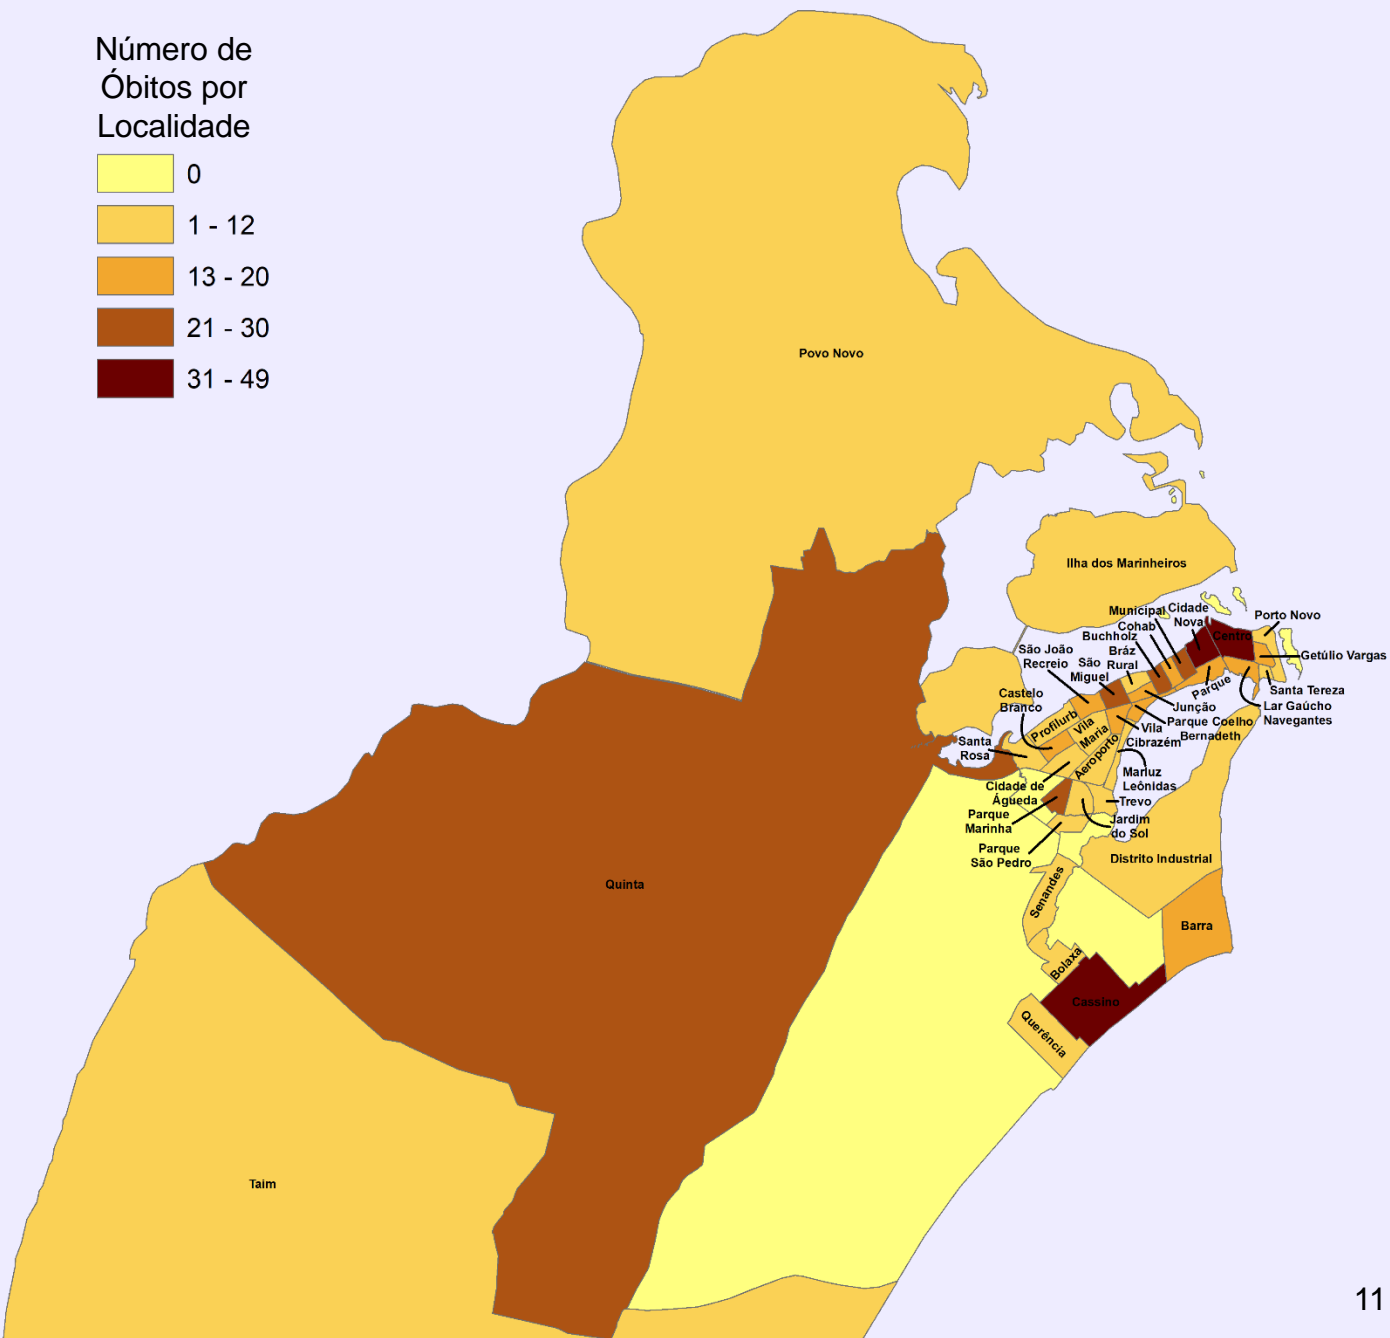 Número de
Óbitos por
Localidade
0
1 - 12
13 - 20
21 - 30
31 - 49
Povo Novo
Ilha dos Marinheiros
Municipal
Cidade
Nova
Cohab
Buchholz
Bráz
Rural
São João
Recreio
São
Miguel
Castelo
Branco
Centro
Porto Novo
Getúlio Vargas
Santa Tereza
Lar Gaúcho
Navegantes
Parque
Junção
Parque Coelho
Bernadeth
Vila
Cibrazém
Profilurb
Vila
Maria
Aeroporto
Santa
Rosa
Marluz
Leônidas
Cidade de
Águeda
Trevo
Parque
Marinha
Jardim
do Sol
Parque
São Pedro
Distrito Industrial
Senandes
Quinta
Barra
Bolaxa
Cassino
Querência
Taim
11